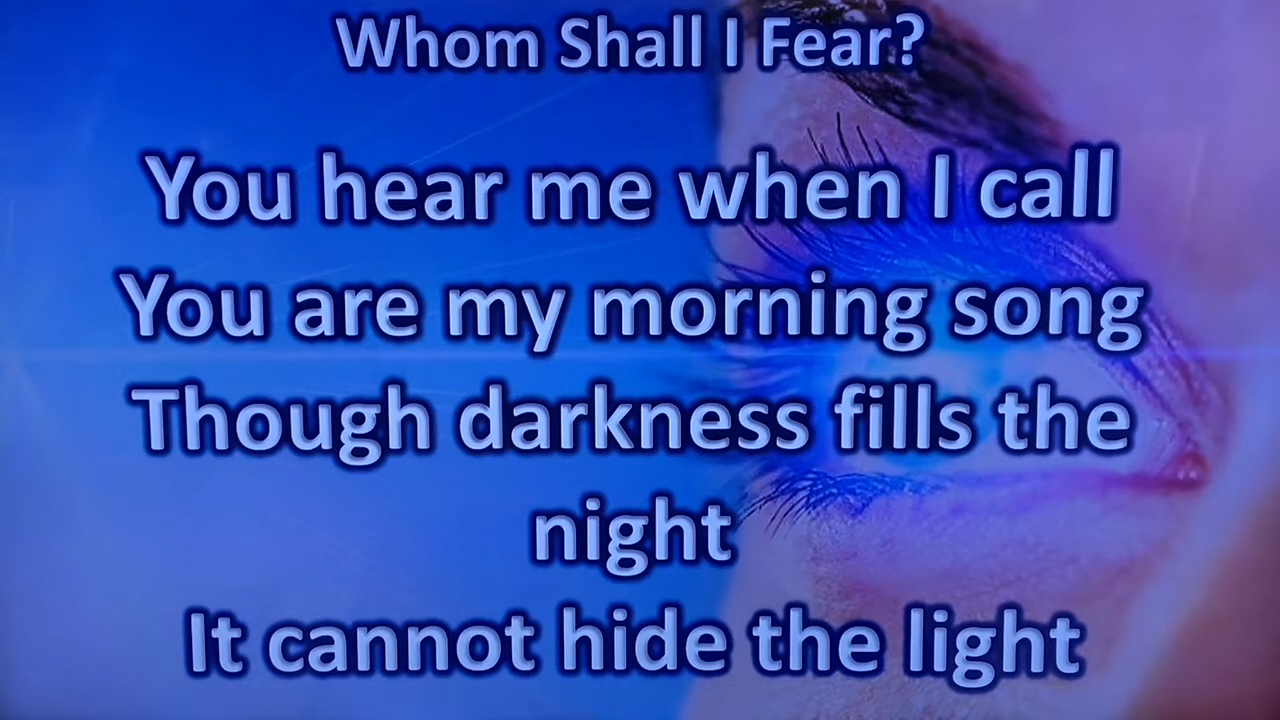 Whom Shall I Fear?
You hear me when I call
You are my morning song
Though darkness fills the
night
It cannot hide the light